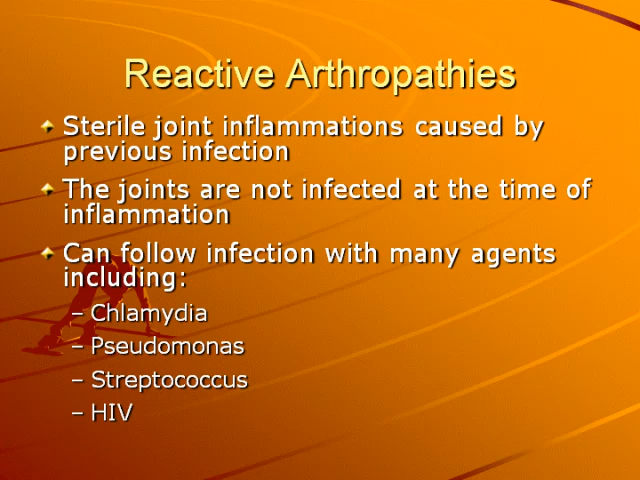 Reactive Arthropathies
Sterile joint inflammations caused by
previous infection
The joints are not infected at the time of
inflammation
Can follow infection with many agents
including:
– Chlamydia
– Pseudomonas
– Streptococcus
– HIV